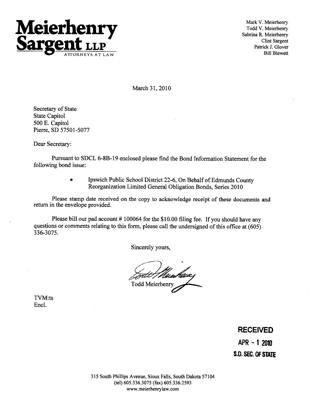 Meierhenry
Sargent LLP
ATTORNEYS AT LAW
Mark V. Meierhenry
Todd V. Meierhenry
Sabrina R. Meierhenry
Clint Sargent
Patrick J. Glover
Bill Blewett
March 31, 2010
Secretary of State
State Capitol
500 E. Capitol
Pierre, SD 57501-5077
Dear Secretary:
Pursuant to SDCL 6-8B-19 enclosed please find the Bond Information Statement for the
following bond issue:
• Ipswich Public School District 22-6, On Behalf of Edmunds County
Reorganization Limited General Obligation Bonds, Series 2010
Please stamp date received on the copy to acknowledge receipt of these documents and
return in the envelope provided.
Please bill our pad account # 100064 for the $10.00 filing fee. If you should have any
questions or comments relating to this form, please call the undersigned of this office at (605)
336-3075.
Sincerely yours,
Todd Meierhenry
Todd Meierhenry
TVM:ts
Encl.
RECEIVED
APR - 1 2010
S.D. SEC. OF STATE
315 South Phillips Avenue, Sioux Falls, South Dakota 57104
(tel) 605.336.3075 (fax) 605.336.2593
www.meierhenrylaw.com